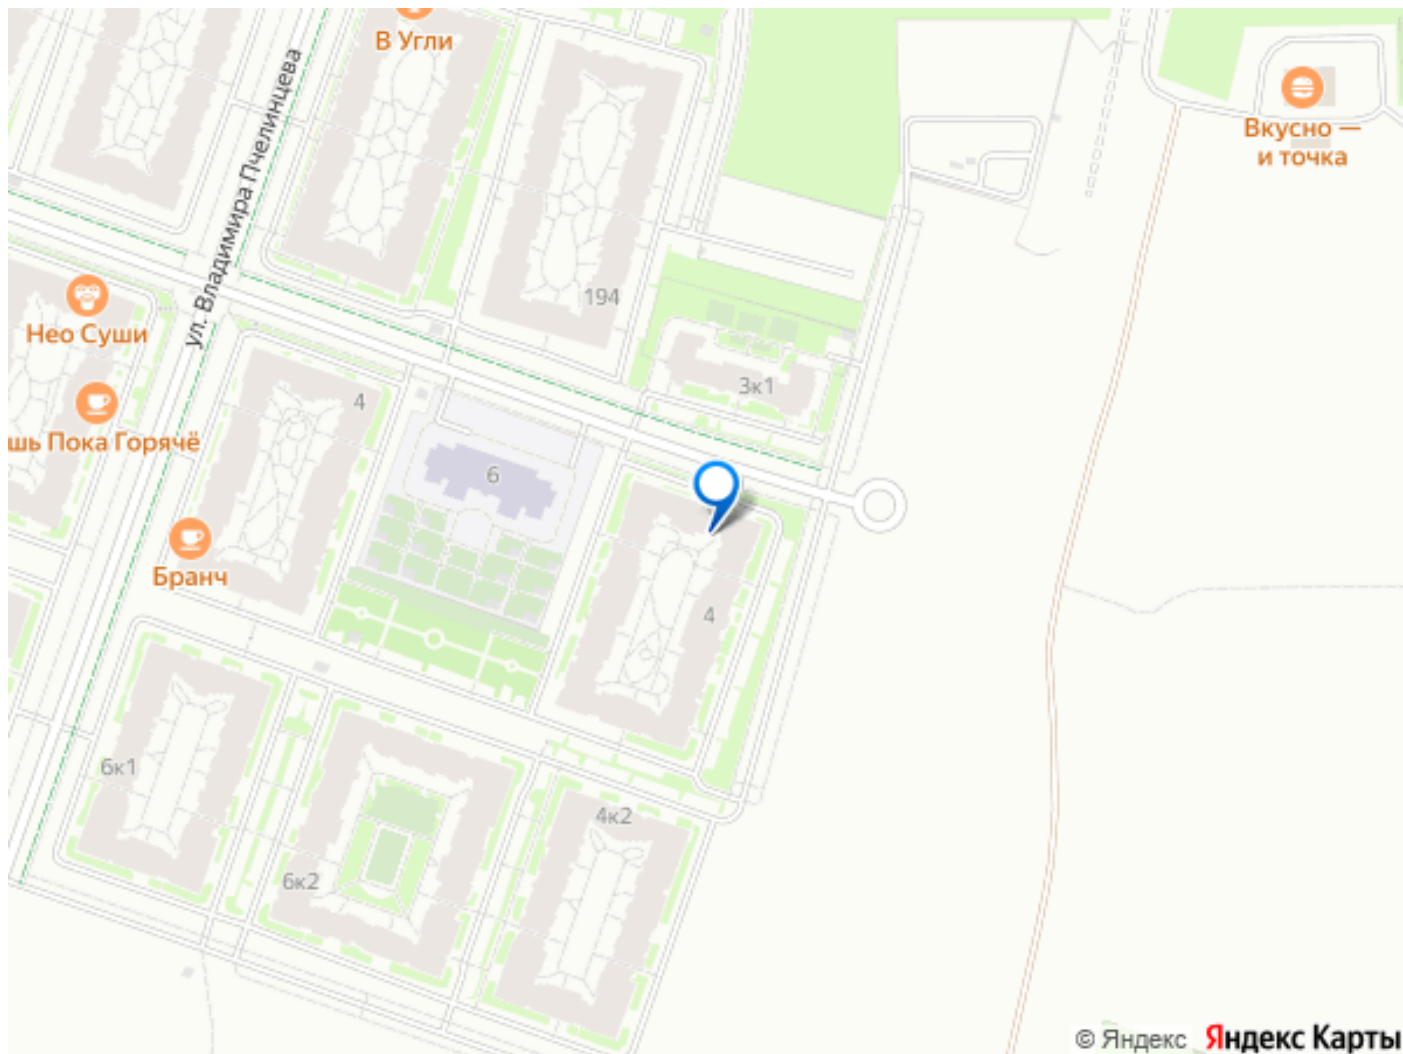 В Угли
ул. Владимира Пчелинцева
Вкусно —
и точка
194
Нео Суши
3к1
4
шь Пока Горячё
6
Бранч
4
6к1
4к2
6к2
© Яндекс Яндекс Карты